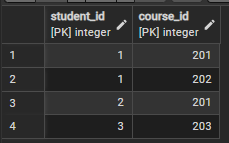 student_id course_id
[PK] integer [PK] integer
1 1 201
2 1 202
3 2 201
4 3 203